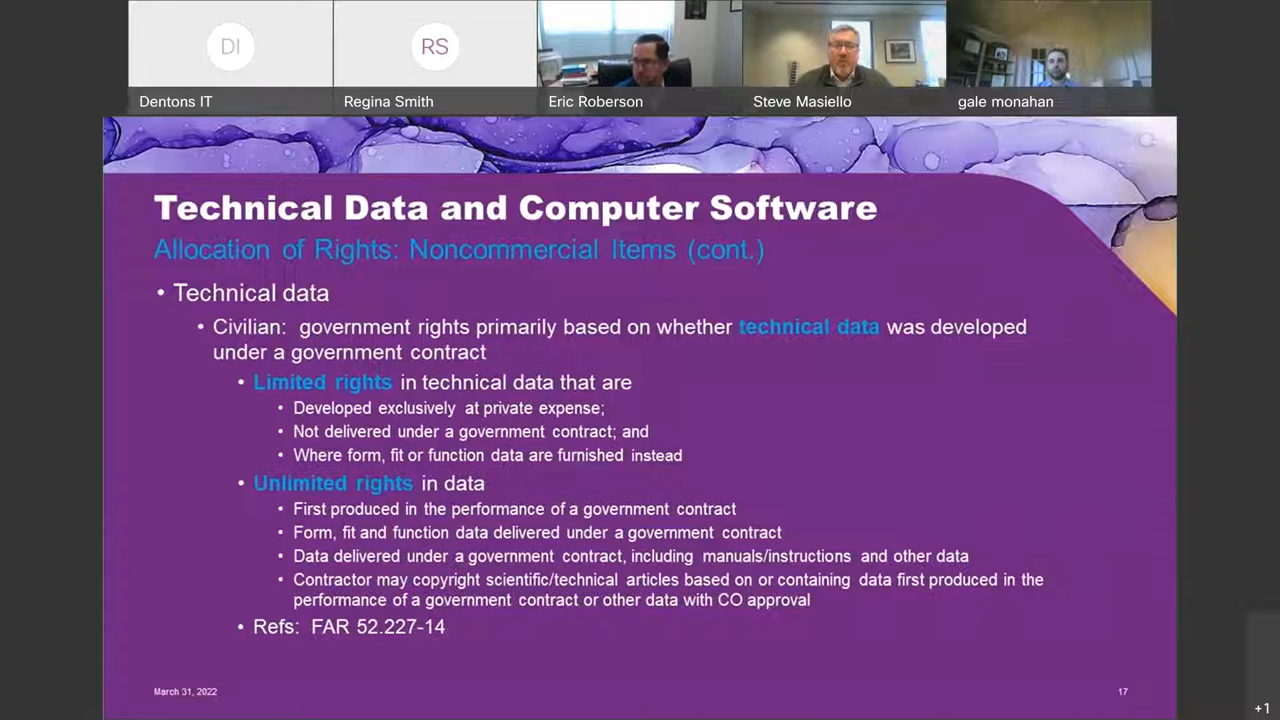 DI
RS
Dentons IT
Regina Smith
Eric Roberson
Steve Masiello
gale monahan
Technical Data and Computer Software
Allocation of Rights: Noncommercial Items (cont.)
• Technical data
• Civilian: government rights primarily based on whether technical data was developed
under a government contract
• Limited rights in technical data that are
• Developed exclusively at private expense;
• Not delivered under a government contract; and
• Where form, fit or function data are furnished instead
• Unlimited rights in data
• First produced in the performance of a government contract
• Form, fit and function data delivered under a government contract
• Data delivered under a government contract, including manuals/instructions and other data
• Contractor may copyright scientific/technical articles based on or containing data first produced in the
performance of a government contract or other data with CO approval
• Refs: FAR 52.227-14
March 31, 2022
17
+1